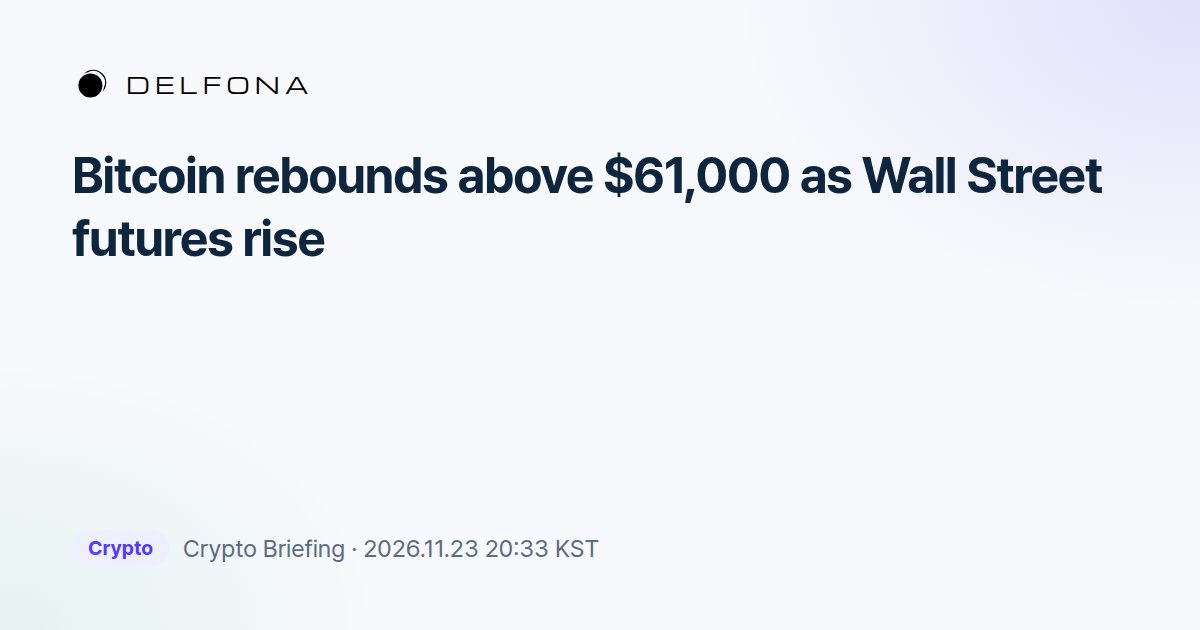 DELFONA
Bitcoin rebounds above $61,000 as Wall Street
futures rise
Crypto Crypto Briefing · 2026.11.23 20:33 KST